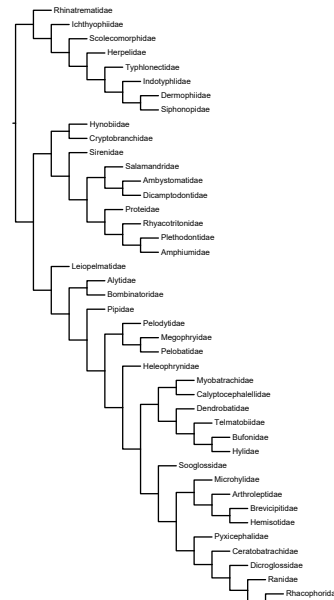 Rhinatrematidae
Ichthyophiidae
Scolecomorphidae
Herpelidae
Typhlonectidae
Indotyphlidae
Dermophiidae
Siphonopidae
Hynobiidae
Cryptobranchidae
Sirenidae
Salamandridae
Ambystomatidae
Dicamptodontidae
Proteidae
Rhyacotritonidae
Plethodontidae
Amphiumidae
Leiopelmatidae
Alytidae
Bombinatoridae
Pipidae
Pelodytidae
Megophryidae
Pelobatidae
Heleophrynidae
Myobatrachidae
Calyptocephalellidae
Dendrobatidae
Telmatobiidae
Bufonidae
Hylidae
Sooglossidae
Microhylidae
Arthroleptidae
Brevicipitidae
Hemisotidae
Pyxicephalidae
Ceratobatrachidae
Dicroglossidae
Ranidae
Rhacophorida